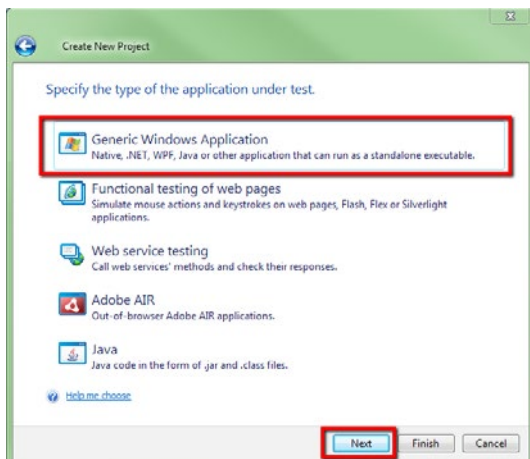 Create New Project
Specify the type of the application under test.
Generic Windows Application
Native, .NET, WPF, Java or other application that can run as a standalone executable.
Functional testing of web pages
Simulate mouse actions and keystrokes on web pages, Flash, Flex or Silverlight
applications.
Web service testing
Call web services' methods and check their responses.
Adobe AIR
Out-of-browser Adobe AIR applications.
Java
Java code in the form of .jar and .class files.
Help me choose
Next Finish Cancel